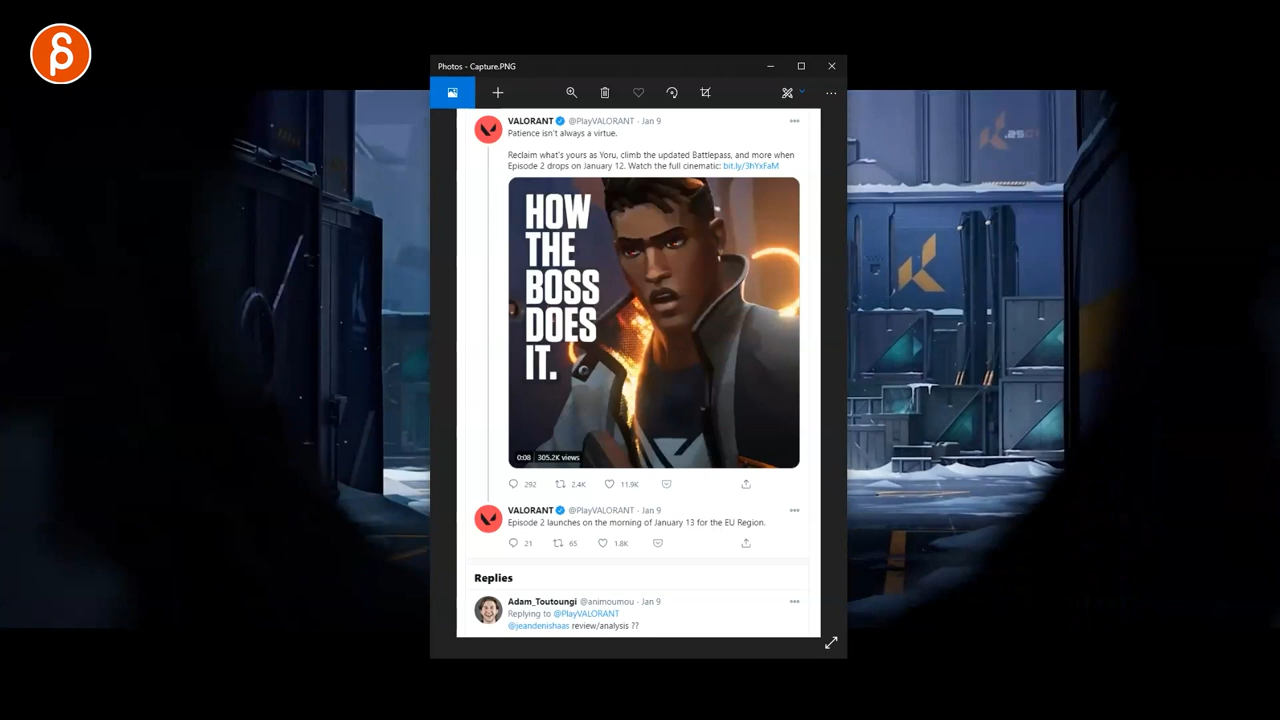 Photos - Capture.PNG
VALORANT @PlayVALORANT · Jan 9
Patience isn't always a virtue.
Reclaim what's yours as Yoru, climb the updated Battlepass, and more when
Episode 2 drops on January 12. Watch the full cinematic: bit.ly/3hYxFaM
HOW
THE
BOSS
DOES
IT.
0:08 305.2K views
292 2.4K 11.9K
VALORANT @PlayVALORANT · Jan 9
Episode 2 launches on the morning of January 13 for the EU Region.
21 65 1.8K
Replies
Adam_Toutoungi @animoumou · Jan 9
Replying to @PlayVALORANT
@jeandenishaas review/analysis ??